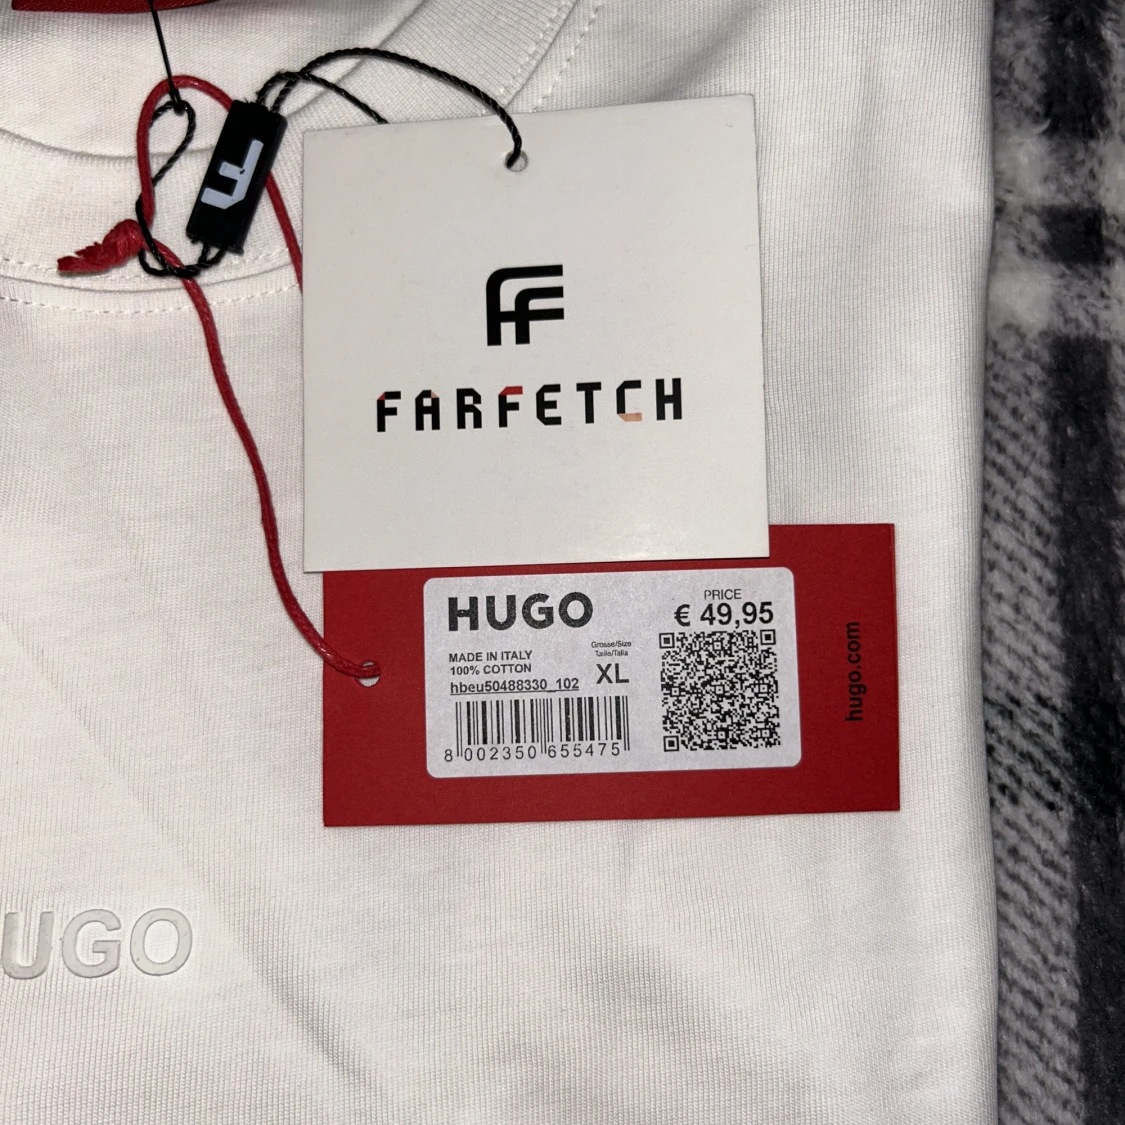 F
FARFETCH
HUGO
PRICE
€ 49,95
MADE IN ITALY
100% COTTON
hbeu50488330_102
Grosse/Size
Taille/Talla
XL
8 002350 655475
hugo.com
UGO